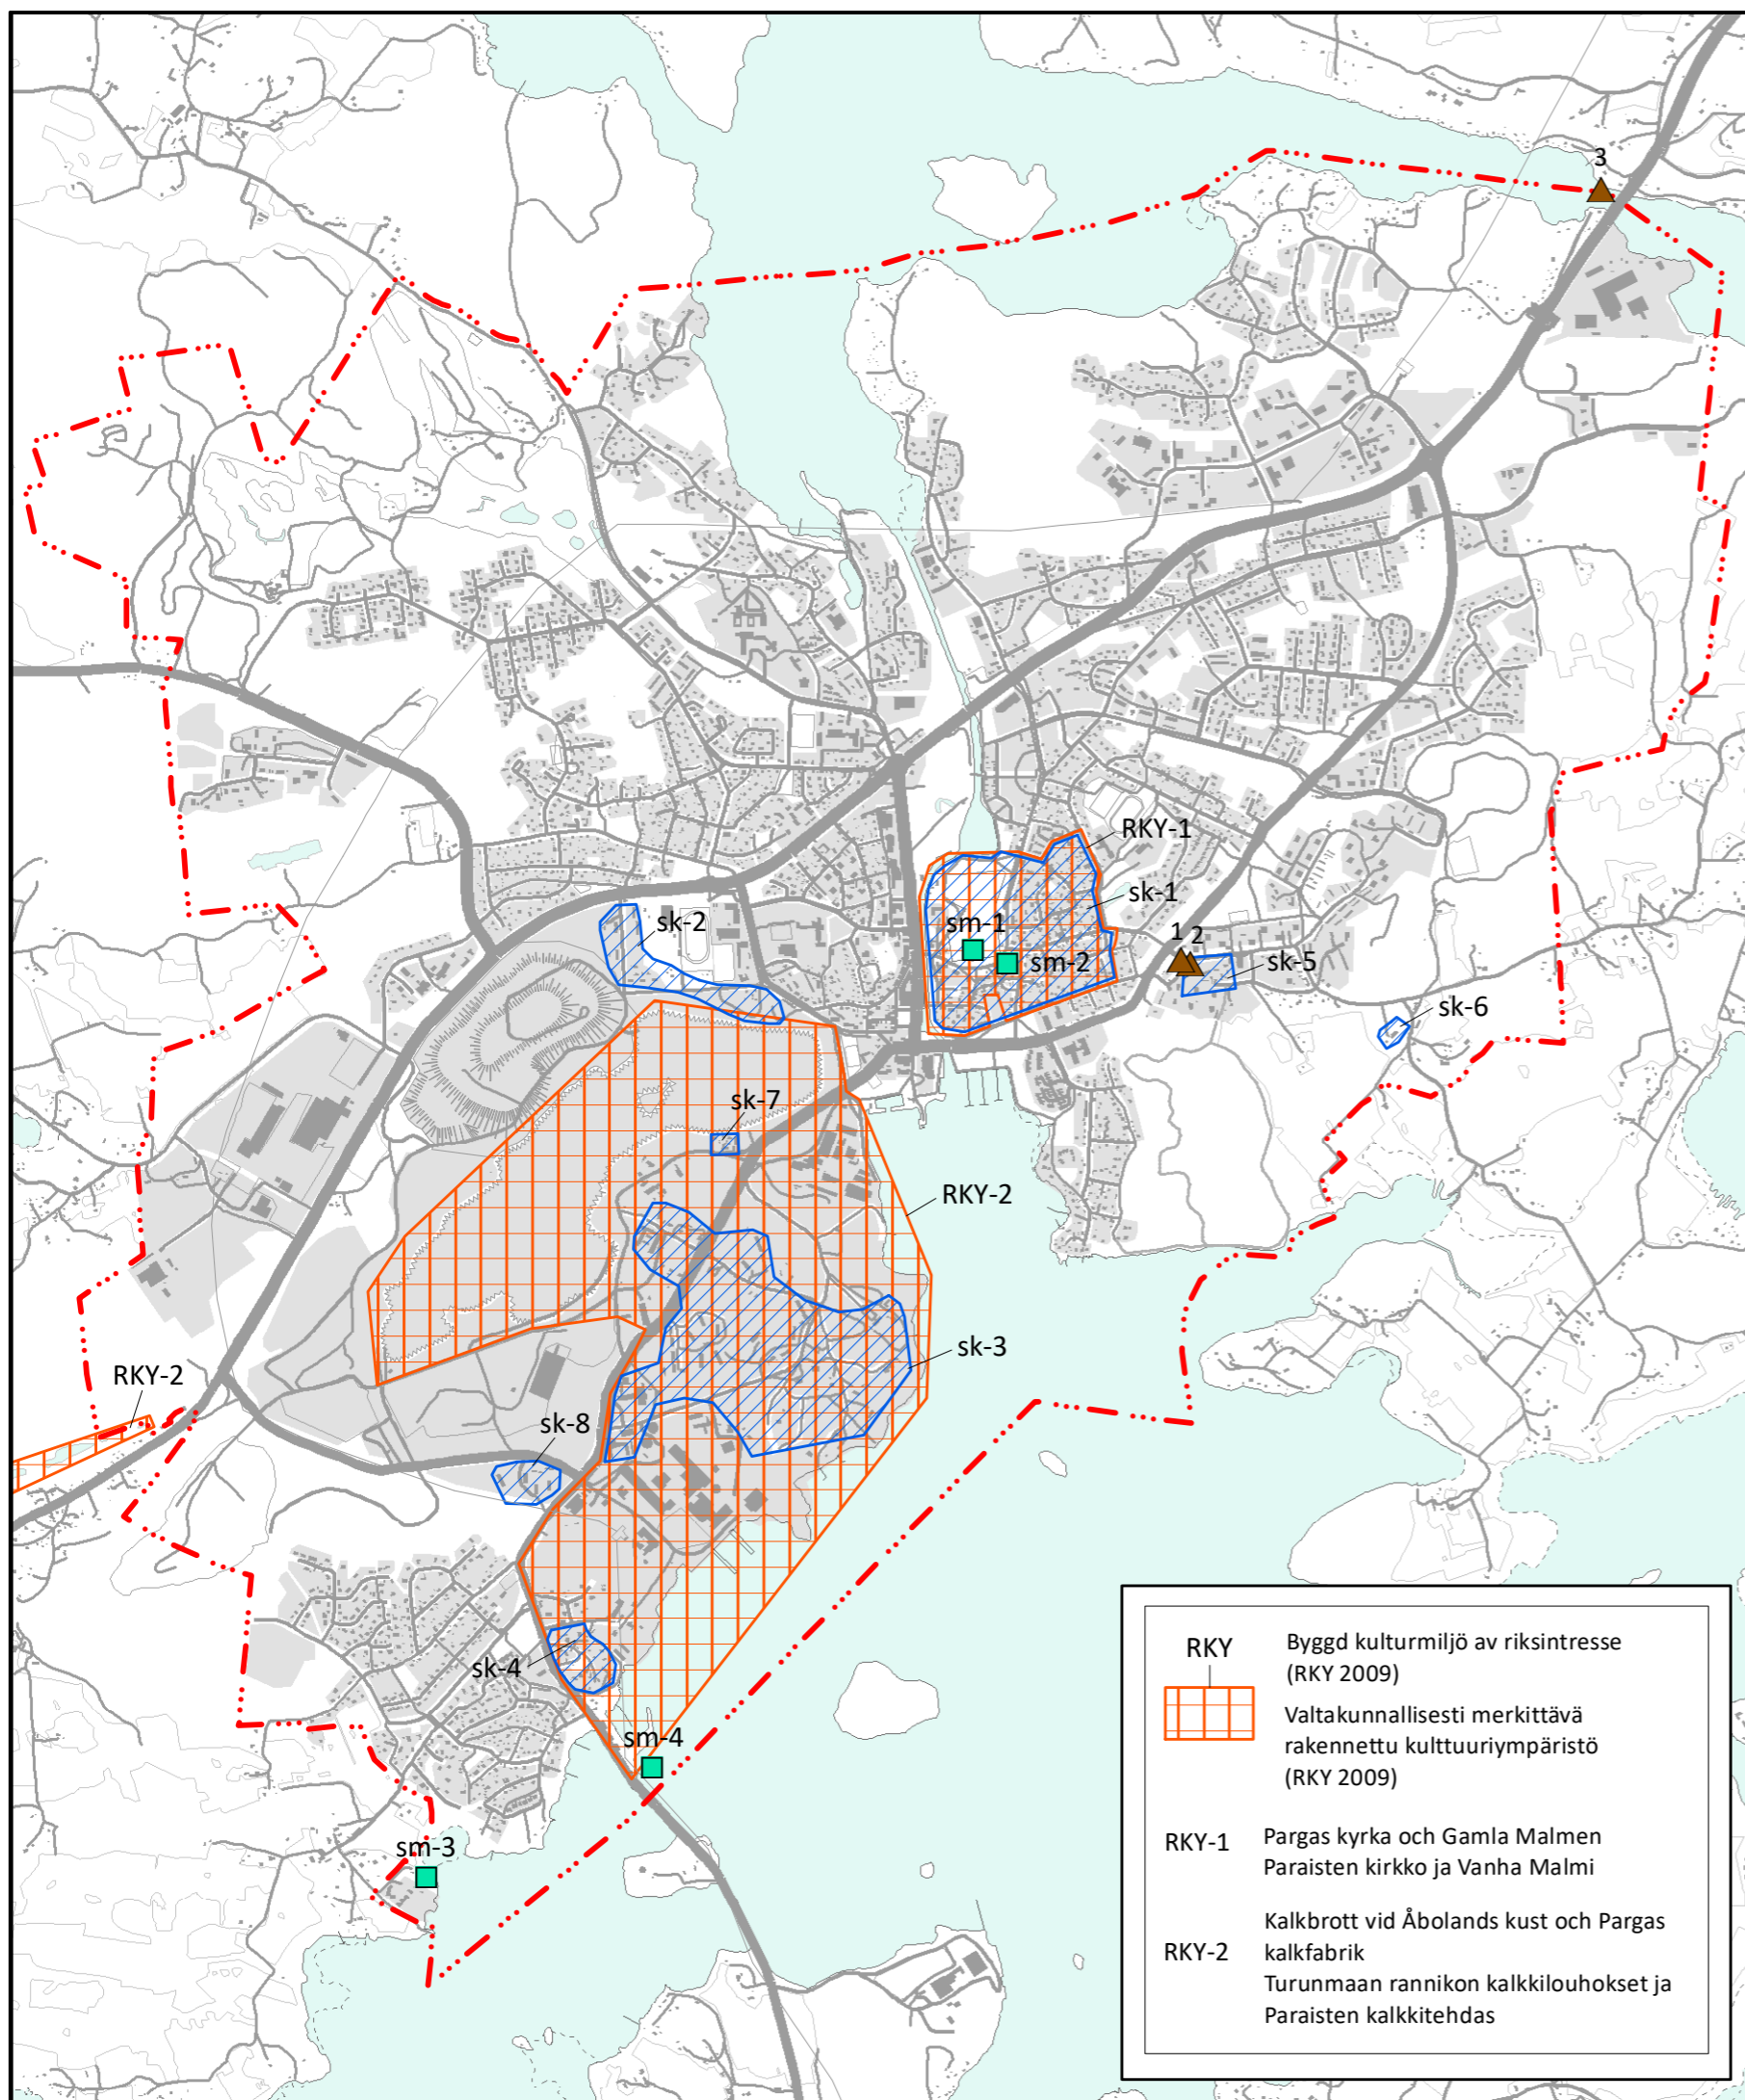 3
RKY-1
sk-1
sk-2
sm-1
1
2
sm-2
sk-5
sk-6
sk-7
RKY-2
sk-3
RKY-2
sk-8
sk-4
sm-4
sm-3
RKY
Byggd kulturmiljö av riksintresse
(RKY 2009)
Valtakunnallisesti merkittävä
rakennettu kulttuuriympäristö
(RKY 2009)
RKY-1
Pargas kyrka och Gamla Malmen
Paraisten kirkko ja Vanha Malmi
RKY-2
Kalkbrott vid Åbolands kust och Pargas
kalkfabrik
Turunmaan rannikon kalkkilouhokset ja
Paraisten kalkkitehdas